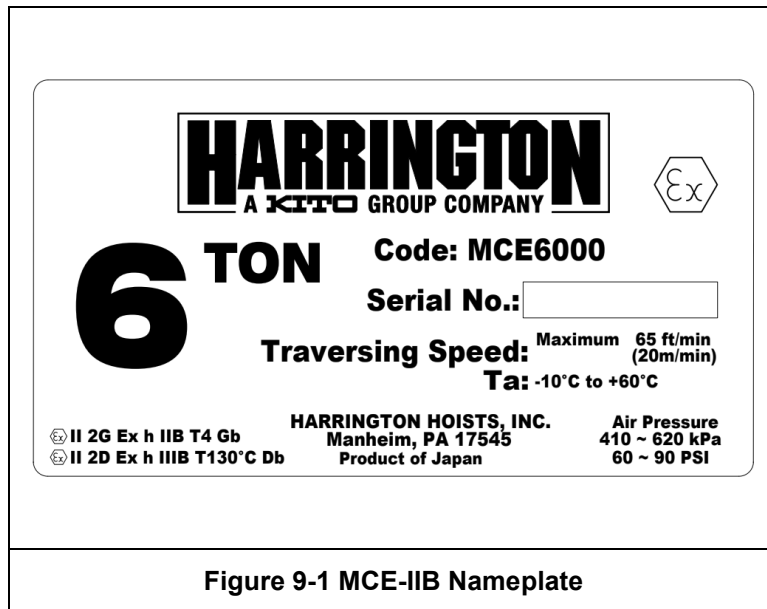 HARRINGTON
A KITO GROUP COMPANY
Ex
6 TON
Code: MCE6000
Serial No.:
Traversing Speed: Maximum 65 ft/min
(20m/min)
Ta: -10°C to +60°C
Ex II 2G Ex h IIB T4 Gb
Ex II 2D Ex h IIIB T130°C Db
HARRINGTON HOISTS, INC.
Manheim, PA 17545
Product of Japan
Air Pressure
410 ~ 620 kPa
60 ~ 90 PSI
Figure 9-1 MCE-IIB Nameplate